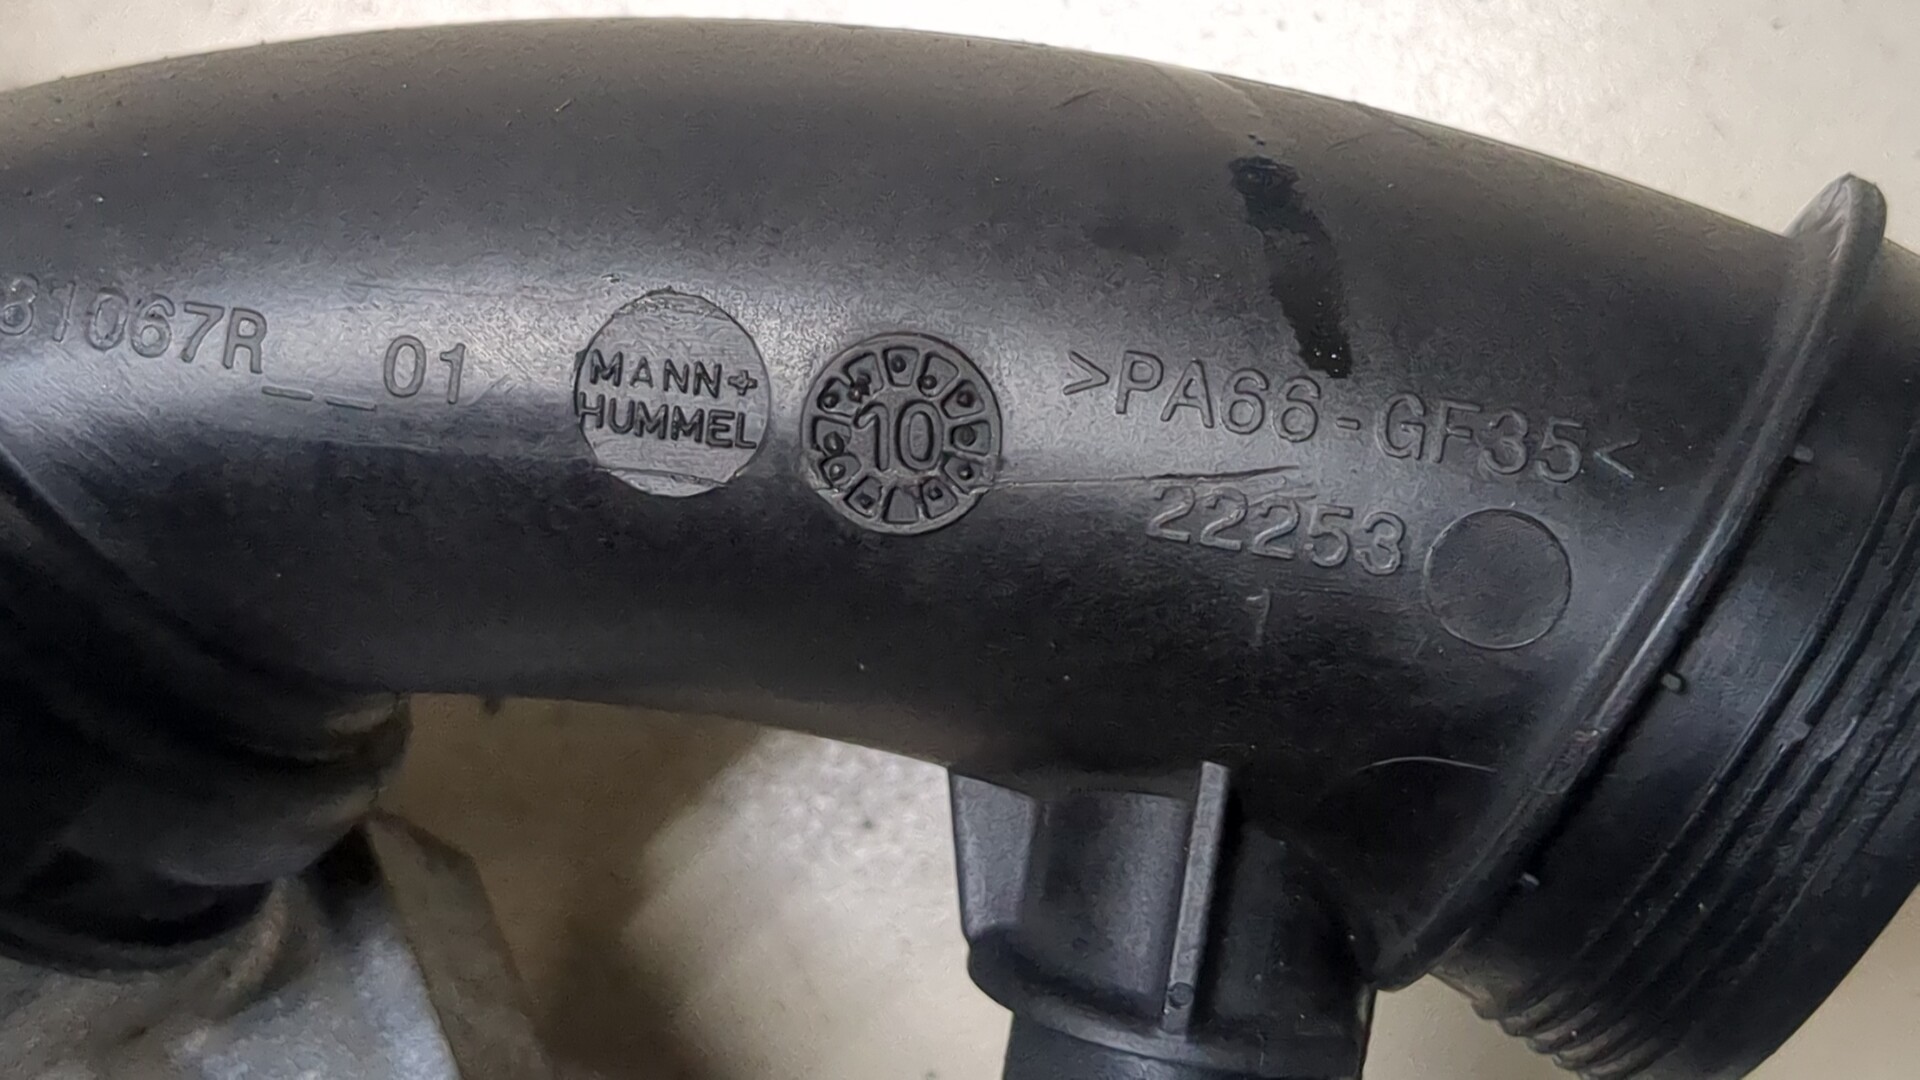 81067R__01
MANN+
HUMMEL
10
>PA66-GF35<
22253